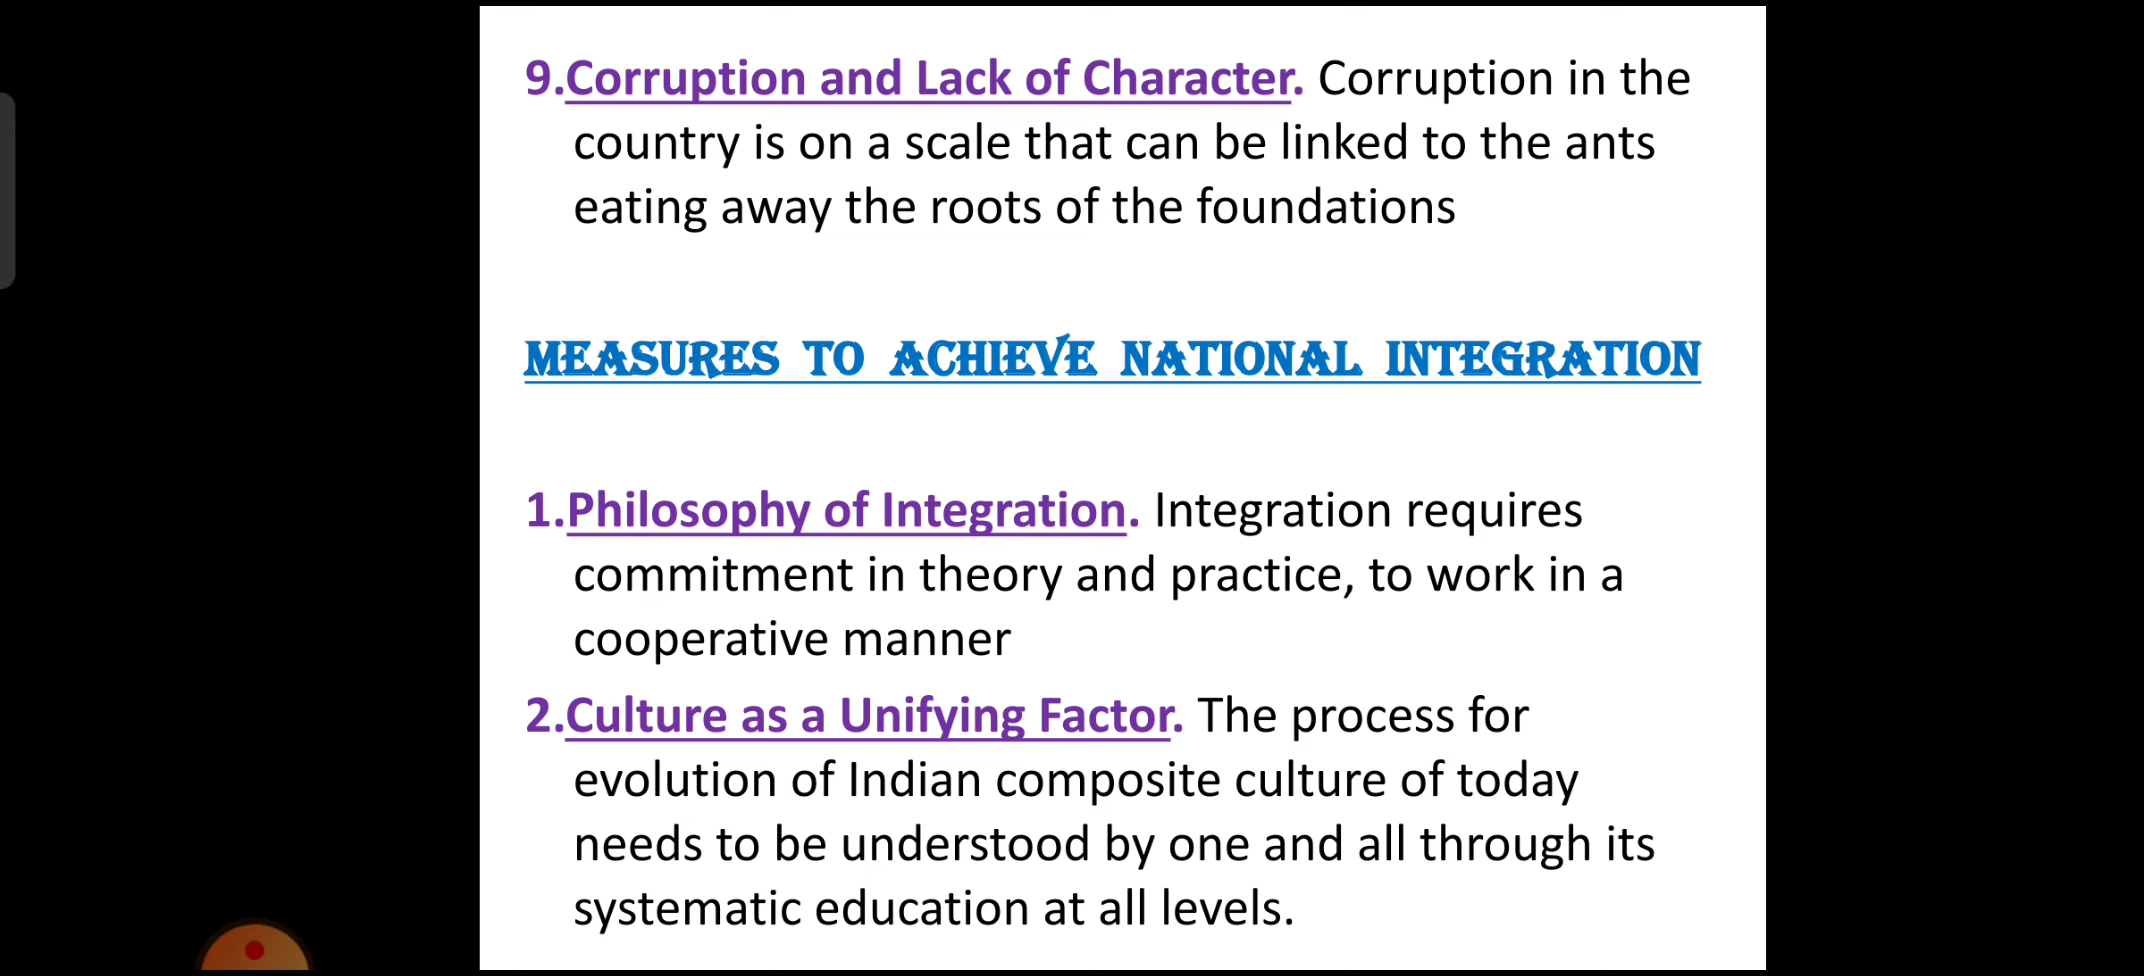 9.Corruption and Lack of Character. Corruption in the
country is on a scale that can be linked to the ants
eating away the roots of the foundations
MEASURES TO ACHIEVE NATIONAL INTEGRATION
1.Philosophy of Integration. Integration requires
commitment in theory and practice, to work in a
cooperative manner
2.Culture as a Unifying Factor. The process for
evolution of Indian composite culture of today
needs to be understood by one and all through its
systematic education at all levels.